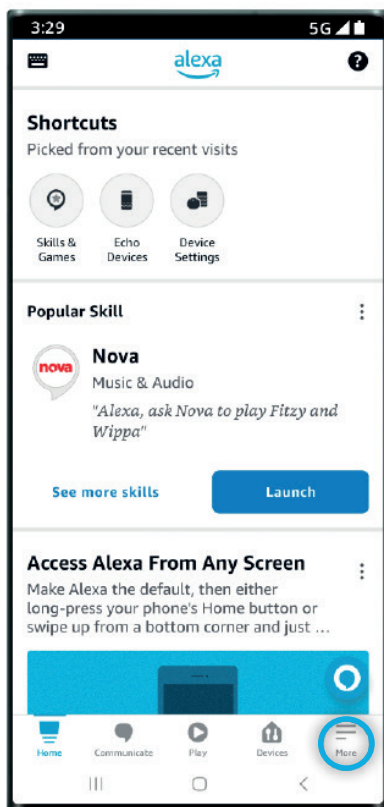 3:29 5G
alexa
Shortcuts
Picked from your recent visits
Skills &
Games
Echo
Devices
Device
Settings
Popular Skill
nova
Nova
Music & Audio
"Alexa, ask Nova to play Fitzy and
Wippa"
See more skills Launch
Access Alexa From Any Screen
Make Alexa the default, then either
long-press your phone's Home button or
swipe up from a bottom corner and just ...
Home Communicate Play Devices More